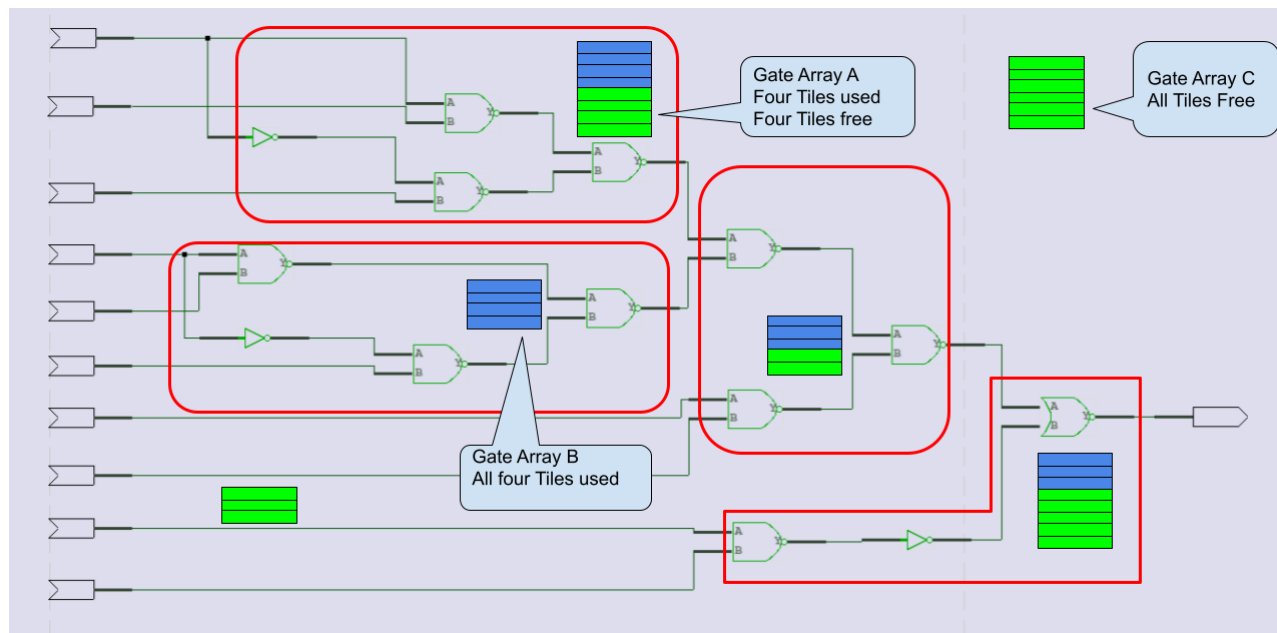 Gate Array A
Four Tiles used
Four Tiles free
Gate Array C
All Tiles Free
A
B
Y
A
B
Y
A
B
Y
A
B
Y
A
B
Y
A
B
Y
A
B
Y
A
B
Y
A
B
Y
A
B
Y
Gate Array B
All four Tiles used
A
B
Y